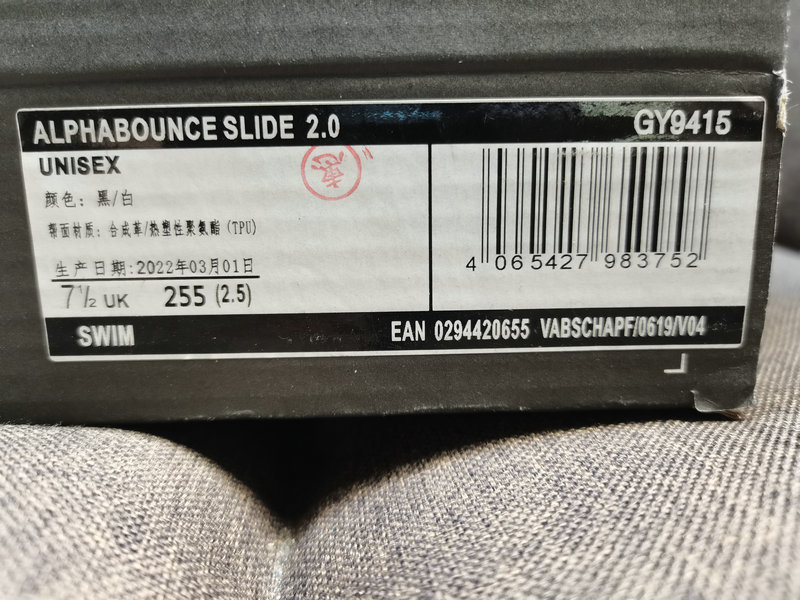 ALPHABOUNCE SLIDE 2.0 GY9415
UNISEX
颜色：黑/白
帮面材质：合成革/热塑性聚氨酯（TPU）
生产日期:2022年03月01日
7½ UK 255 (2.5)
4 065427 983752
SWIM EAN 0294420655 VABSCHAPF/0619/V04